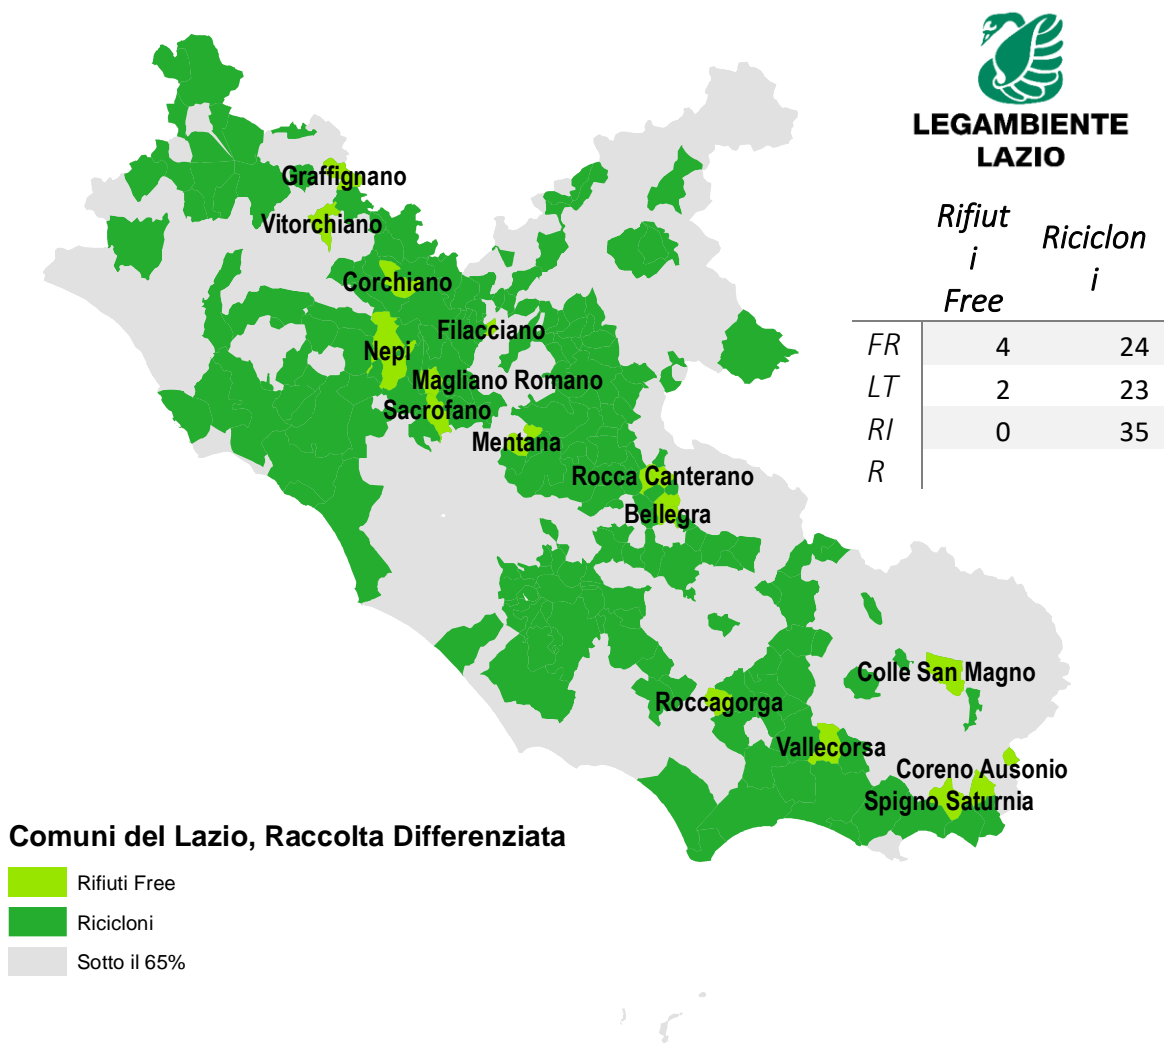 LEGAMBIENTE
LAZIO
Rifiut
i
Free
Riciclon
i
FR 4 24
LT 2 23
RI 0 35
R
Graffignano
Vitorchiano
Corchiano
Filacciano
Nepi
Magliano Romano
Sacrofano
Mentana
Rocca Canterano
Bellegra
Colle San Magno
Roccagorga
Vallecorsa
Coreno Ausonio
Spigno Saturnia
Comuni del Lazio, Raccolta Differenziata
Rifiuti Free
Ricicloni
Sotto il 65%